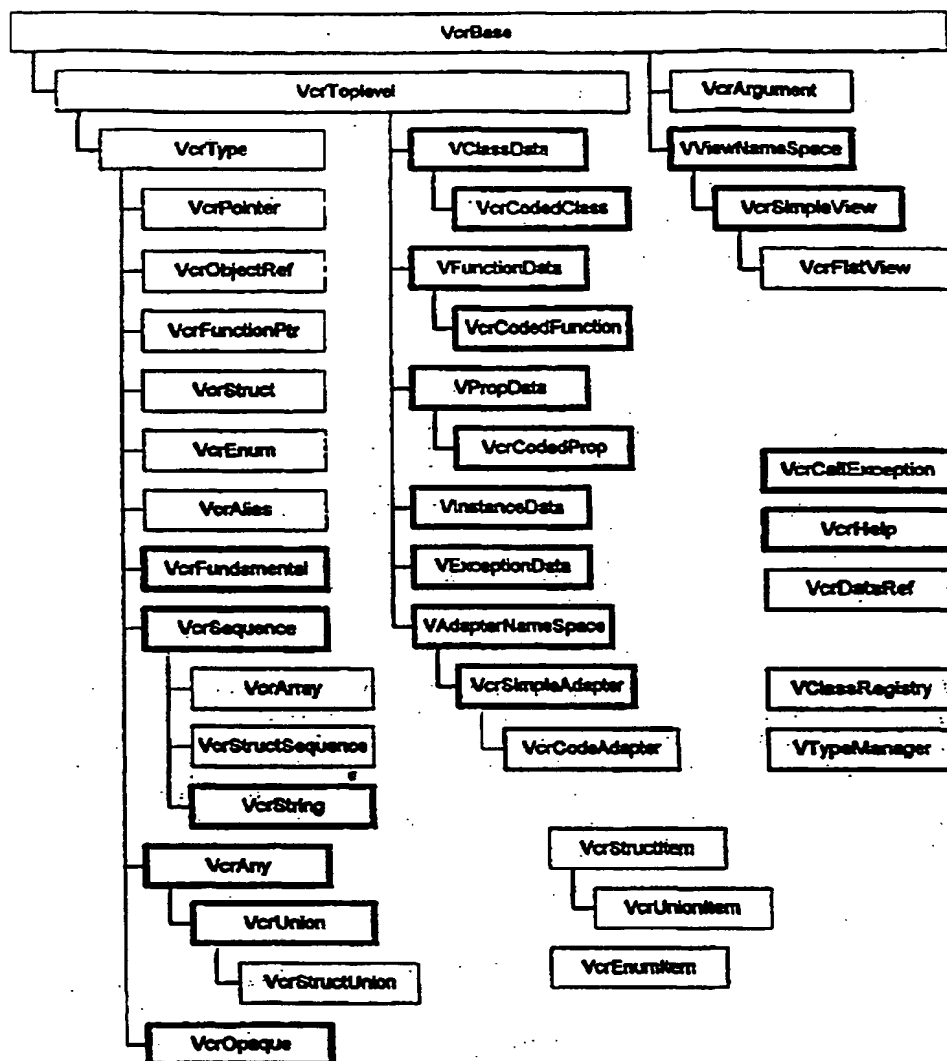 VcrBase
VcrToplevel
VcrArgument
VcrType
VClassData
VViewNameSpace
VcrPointer
VcrCodedClass
VcrSimpleView
VcrObjectRef
VFunctionData
VcrFlatView
VcrFunctionPtr
VcrCodedFunction
VcrStruct
VPropData
VcrEnum
VcrCodedProp
VcrCallException
VcrAlias
VInstanceData
VcrHelp
VcrFundamental
VExceptionData
VcrDataRef
VcrSequence
VAdapterNameSpace
VcrArray
VcrSimpleAdapter
VClassRegistry
VcrStructSequence
VcrCodeAdapter
VTypeManager
VcrString
VcrAny
VcrStructItem
VcrUnion
VcrUnionItem
VcrStructUnion
VcrEnumItem
VcrOpaque